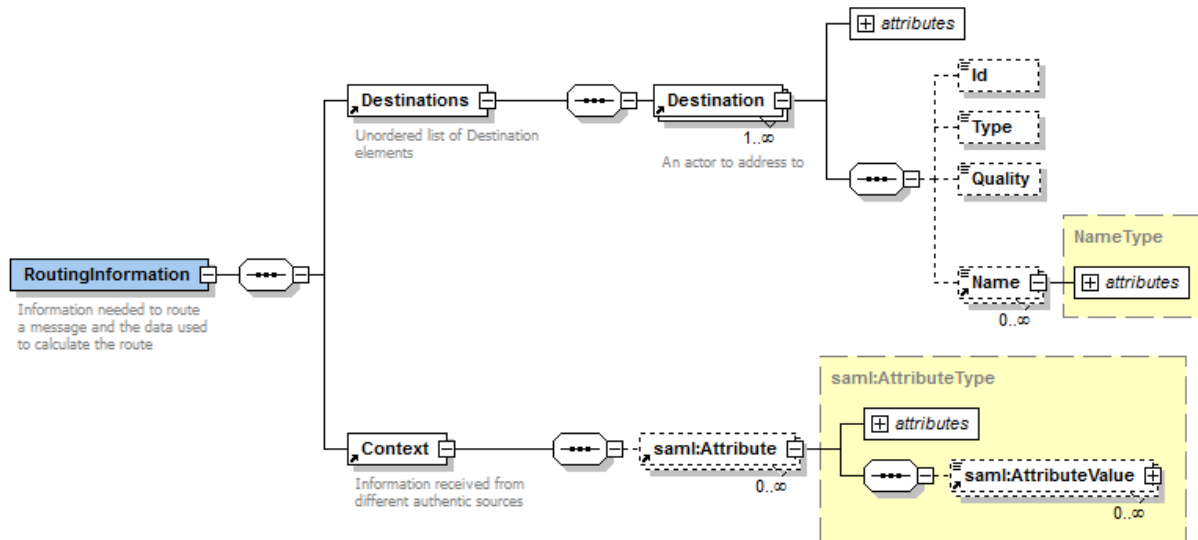 attributes
Id
Type
Quality
Destinations
Unordered list of Destination
elements
Destination
1..∞
An actor to address to
NameType
Name
attributes
0..∞
RoutingInformation
Information needed to route
a message and the data used
to calculate the route
saml:AttributeType
attributes
Context
Information received from
different authentic sources
saml:Attribute
0..∞
saml:AttributeValue
0..∞